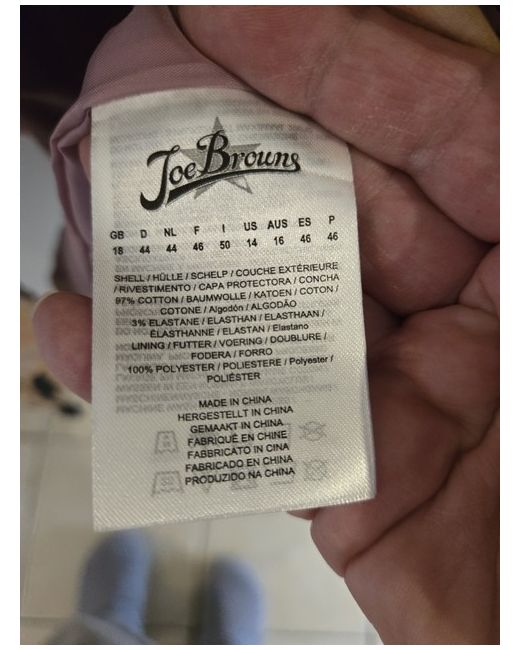 Joe Browns
GB D NL F I US AUS ES P
18 44 44 46 50 14 16 46 46
SHELL / HÜLLE / SCHELP / COUCHE EXTÉRIEURE
/ RIVESTIMENTO / CAPA PROTECTORA / CONCHA
97% COTTON / BAUMWOLLE / KATOEN / COTON /
COTONE / Algodón / ALGODÃO
3% ELASTANE / ELASTHAN / ELASTHAAN /
ÉLASTHANNE / ELASTAN / Elastano
LINING / FUTTER / VOERING / DOUBLURE /
FODERA / FORRO
100% POLYESTER / POLIESTERE / Polyester /
POLIÉSTER
MADE IN CHINA
HERGESTELLT IN CHINA
GEMAAKT IN CHINA
FABRIQUÉ EN CHINE
FABBRICATO IN CINA
FABRICADO EN CHINA
PRODUZIDO NA CHINA